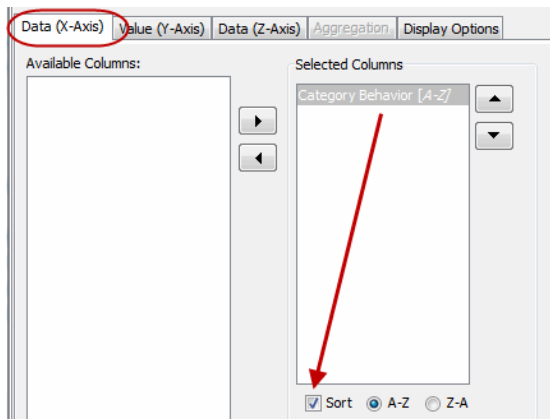 Data (X-Axis) Value (Y-Axis) Data (Z-Axis) Aggregation Display Options
Available Columns:
Selected Columns
Category Behavior [A-Z]
Sort A-Z Z-A